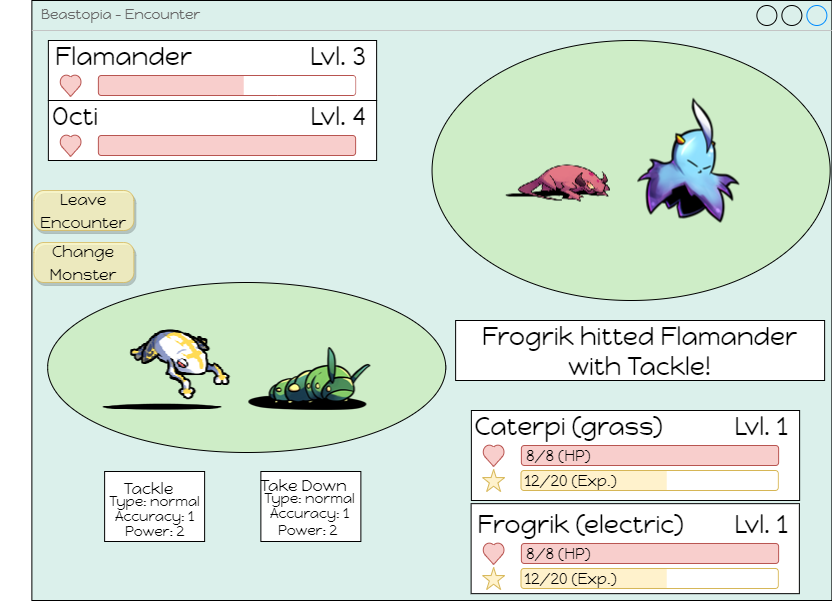 Beastopia - Encounter
Flamander Lvl. 3
Octi Lvl. 4
Leave
Encounter
Change
Monster
Frogrik hitted Flamander
with Tackle!
Caterpi (grass) Lvl. 1
8/8 (HP)
12/20 (Exp.)
Frogrik (electric) Lvl. 1
8/8 (HP)
12/20 (Exp.)
Tackle
Type: normal
Accuracy: 1
Power: 2
Take Down
Type: normal
Accuracy: 1
Power: 2